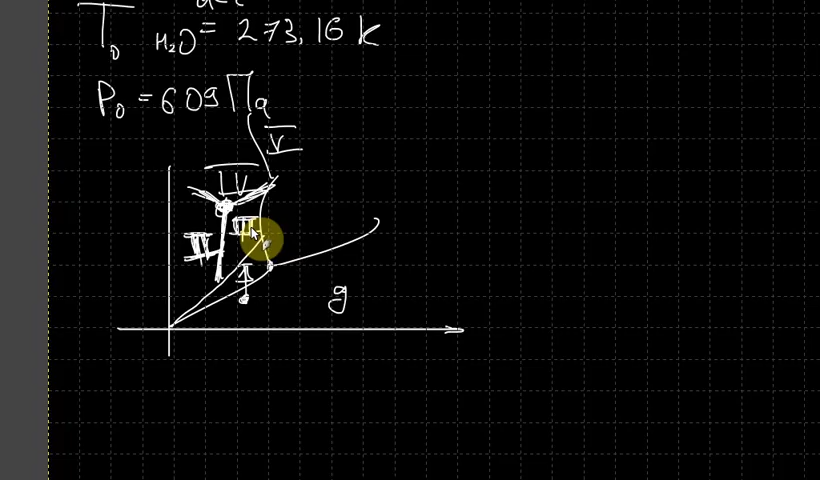 T₀ H₂O = 273,16 k
P₀ = 609 Па
V
IV
III
II
I
g